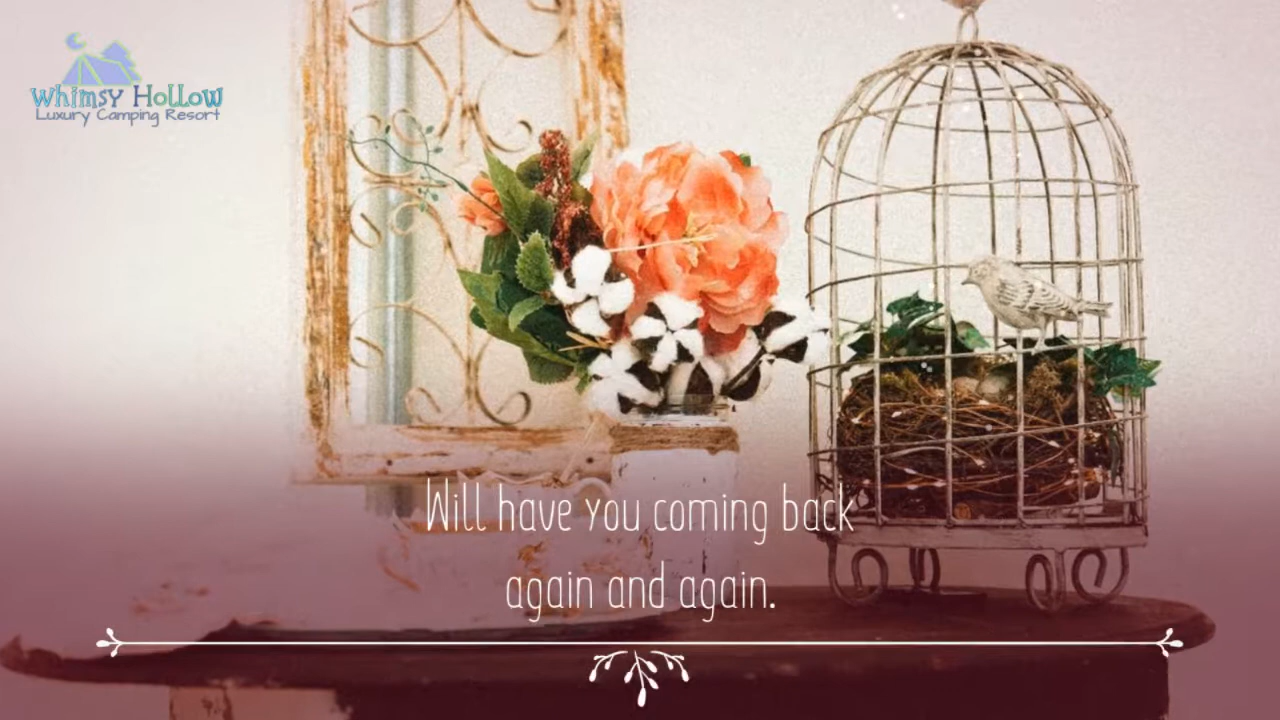 Whimsy Hollow
Luxury Camping Resort
Will have you coming back
again and again.